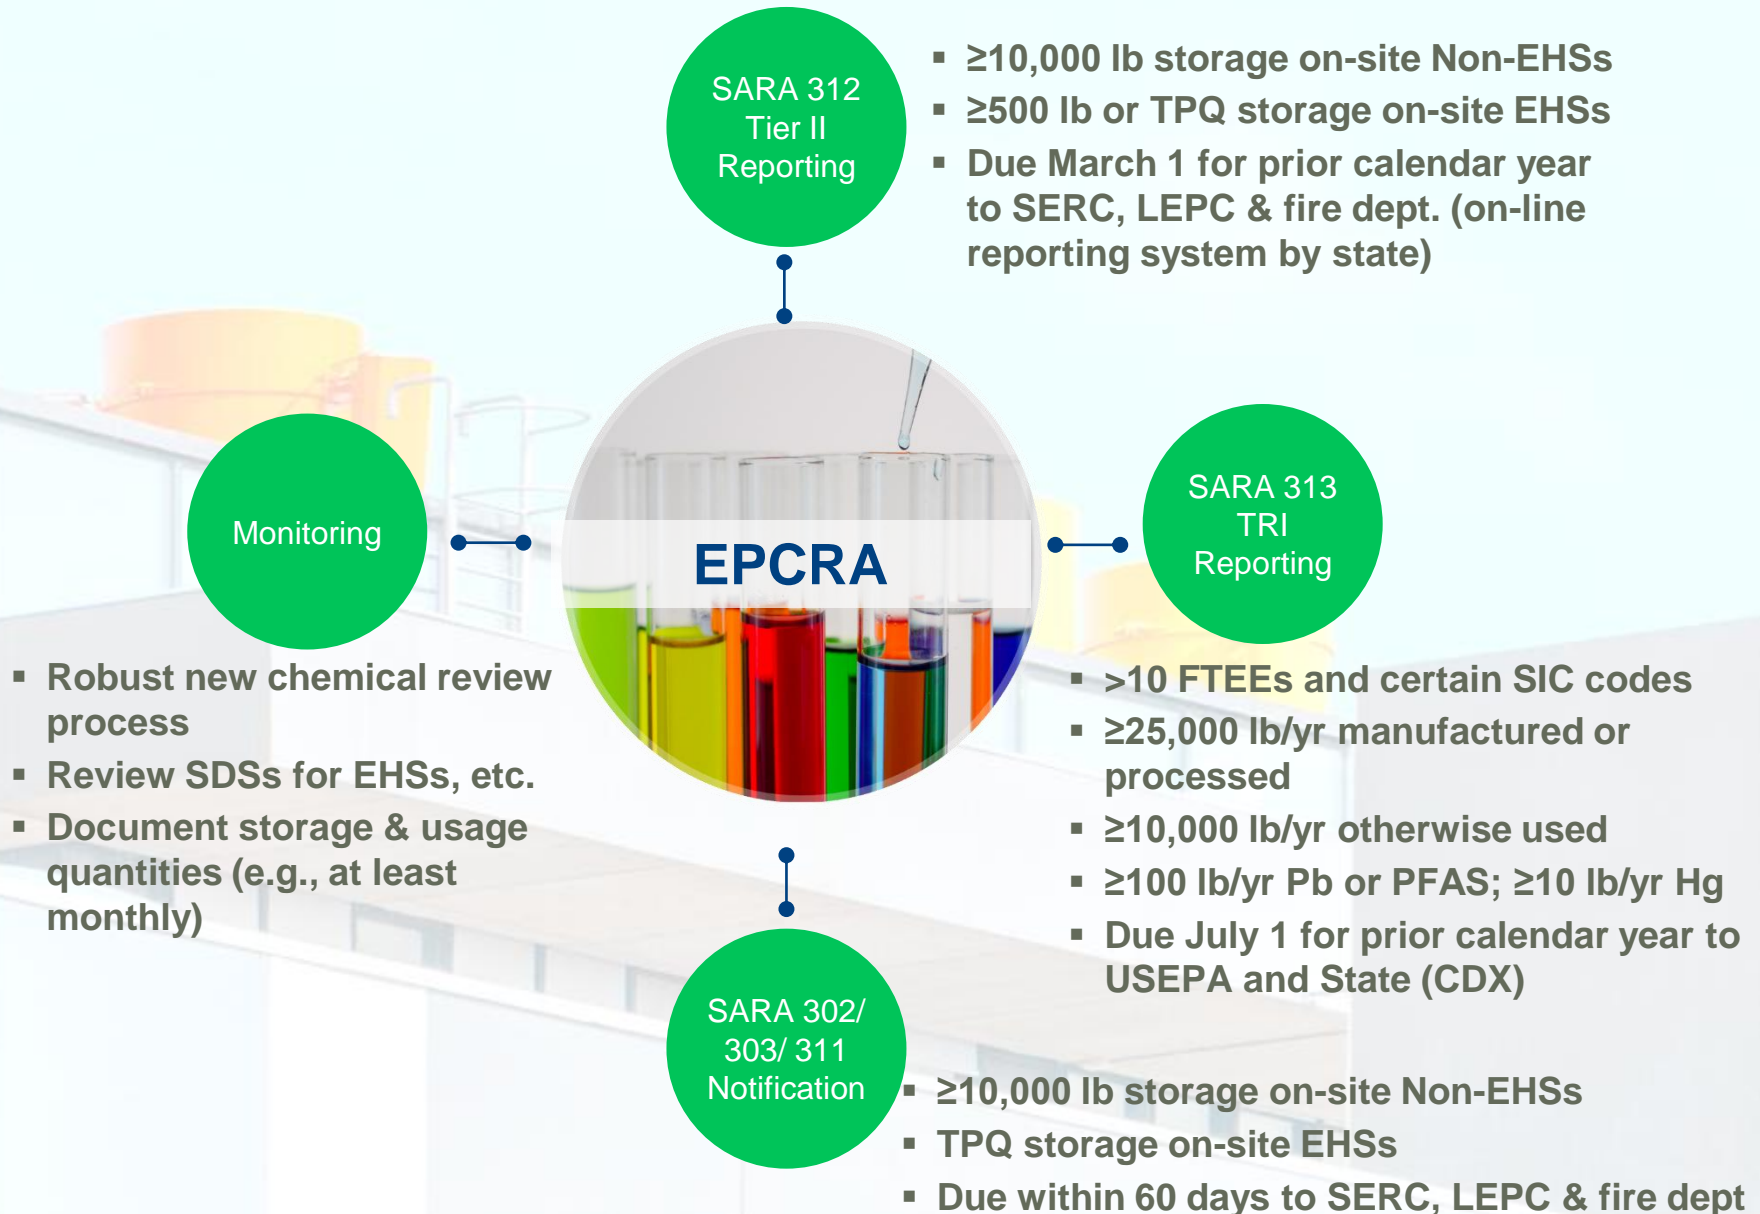 SARA 312
Tier II
Reporting
▪ ≥10,000 lb storage on-site Non-EHSs
▪ ≥500 lb or TPQ storage on-site EHSs
▪ Due March 1 for prior calendar year
to SERC, LEPC & fire dept. (on-line
reporting system by state)
Monitoring
▪ Robust new chemical review
process
▪ Review SDSs for EHSs, etc.
▪ Document storage & usage
quantities (e.g., at least
monthly)
EPCRA
SARA 313
TRI
Reporting
▪ >10 FTEEs and certain SIC codes
▪ ≥25,000 lb/yr manufactured or
processed
▪ ≥10,000 lb/yr otherwise used
▪ ≥100 lb/yr Pb or PFAS; ≥10 lb/yr Hg
▪ Due July 1 for prior calendar year to
USEPA and State (CDX)
SARA 302/
303/ 311
Notification
▪ ≥10,000 lb storage on-site Non-EHSs
▪ TPQ storage on-site EHSs
▪ Due within 60 days to SERC, LEPC & fire dept